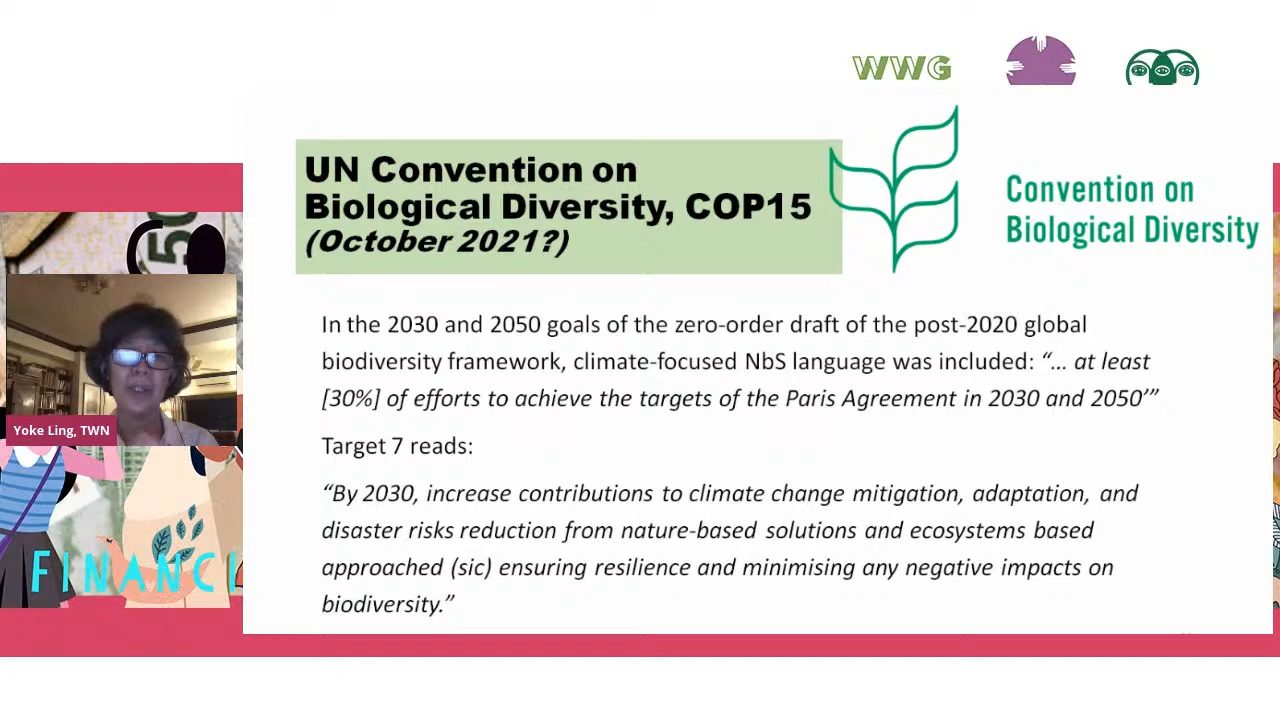 WWG
UN Convention on
Biological Diversity, COP15
(October 2021?)
Convention on
Biological Diversity
In the 2030 and 2050 goals of the zero-order draft of the post-2020 global
biodiversity framework, climate-focused NbS language was included: “... at least
[30%] of efforts to achieve the targets of the Paris Agreement in 2030 and 2050’”
Target 7 reads:
“By 2030, increase contributions to climate change mitigation, adaptation, and
disaster risks reduction from nature-based solutions and ecosystems based
approached (sic) ensuring resilience and minimising any negative impacts on
biodiversity.”
50
Yoke Ling, TWN
FINANCI